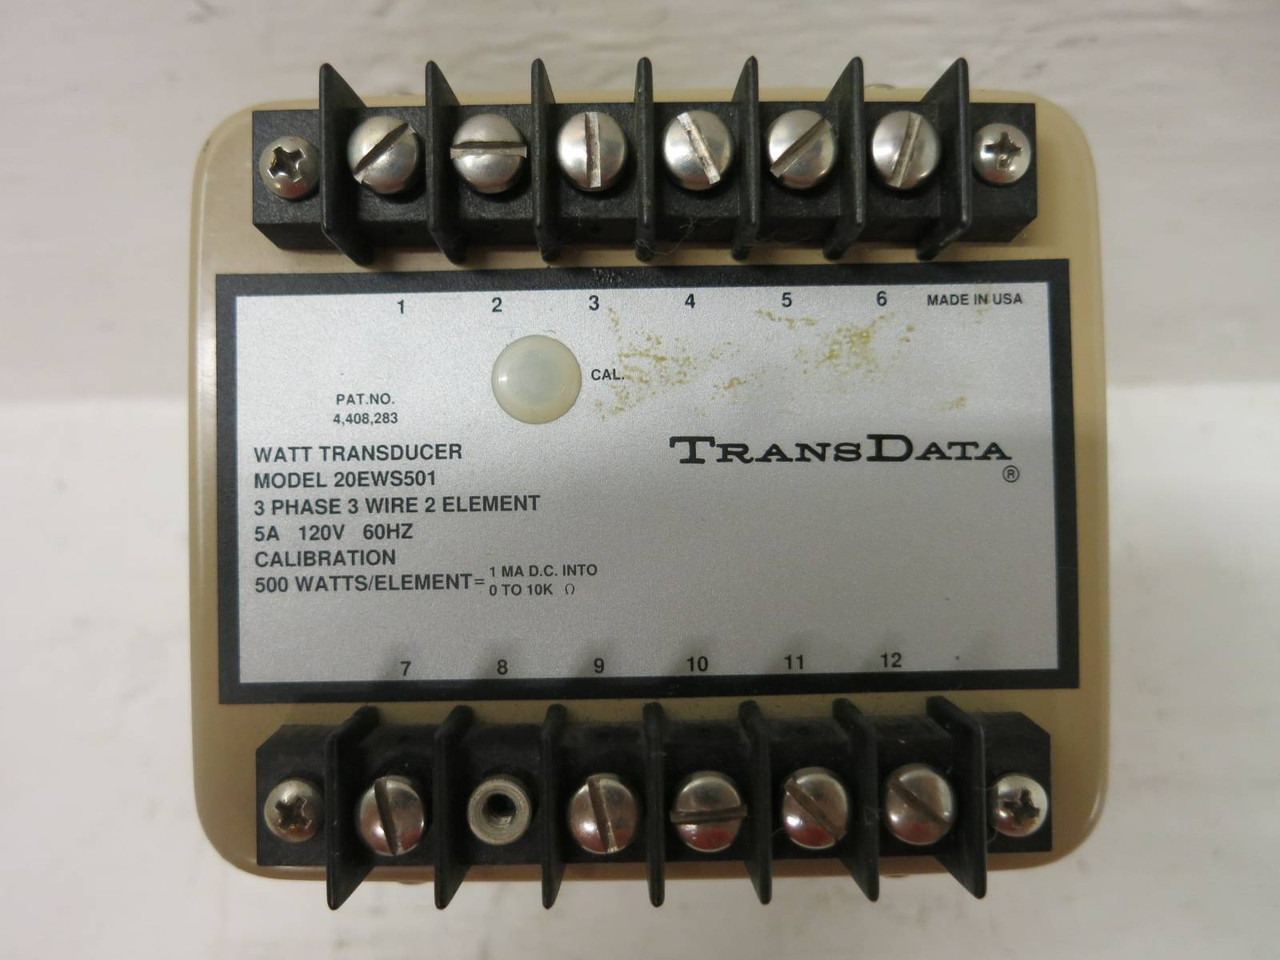 1 2 3 4 5 6 MADE IN USA
CAL.
PAT.NO.
4,408,283
TRANSDATA
®
WATT TRANSDUCER
MODEL 20EWS501
3 PHASE 3 WIRE 2 ELEMENT
5A 120V 60HZ
CALIBRATION
500 WATTS/ELEMENT= 1 MA D.C. INTO
0 TO 10K Ω
7 8 9 10 11 12